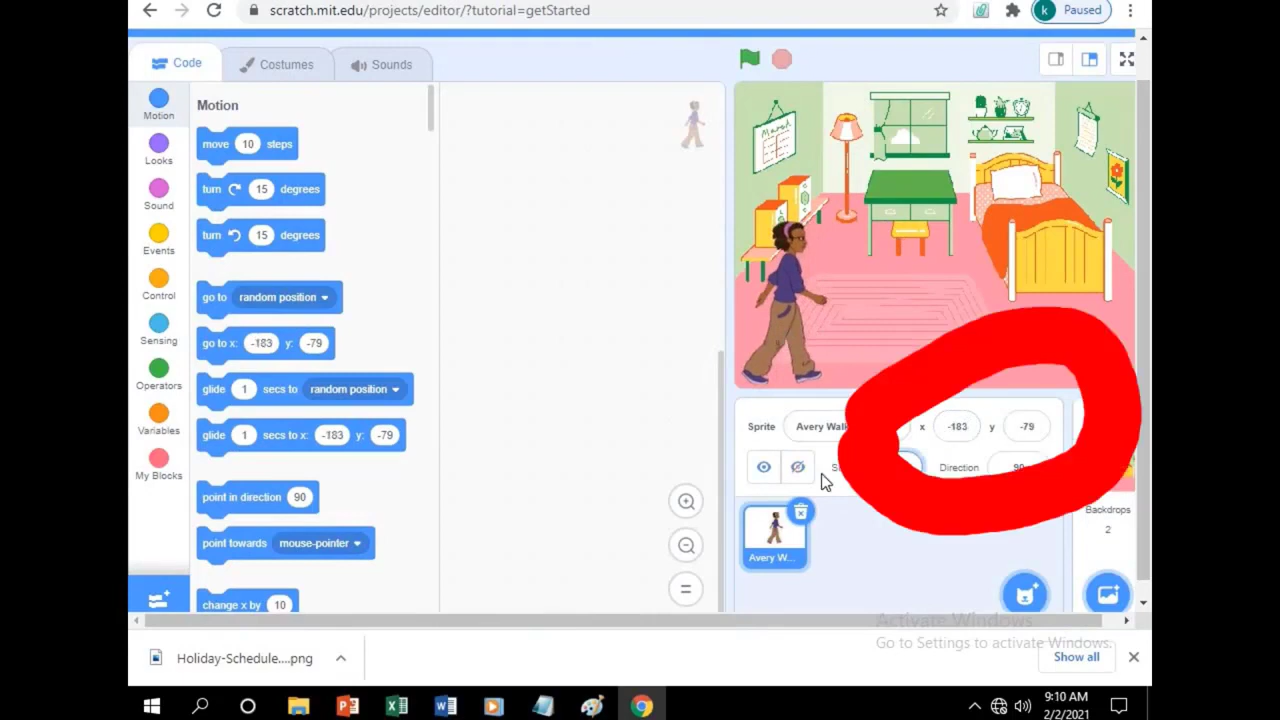 scratch.mit.edu/projects/editor/?tutorial=getStarted
k Paused
Code Costumes Sounds
Motion
Looks
Sound
Events
Control
Sensing
Operators
Variables
My Blocks
Motion
move 10 steps
turn 15 degrees
turn 15 degrees
go to random position
go to x: -183 y: -79
glide 1 secs to random position
glide 1 secs to x: -183 y: -79
point in direction 90
point towards mouse-pointer
change x by 10
March
Sprite Avery Walk x -183 y -79
Direction 90
Avery W...
Backdrops
2
Activate Windows
Go to Settings to activate Windows.
Holiday-Schedule....png
Show all
9:10 AM
2/2/2021